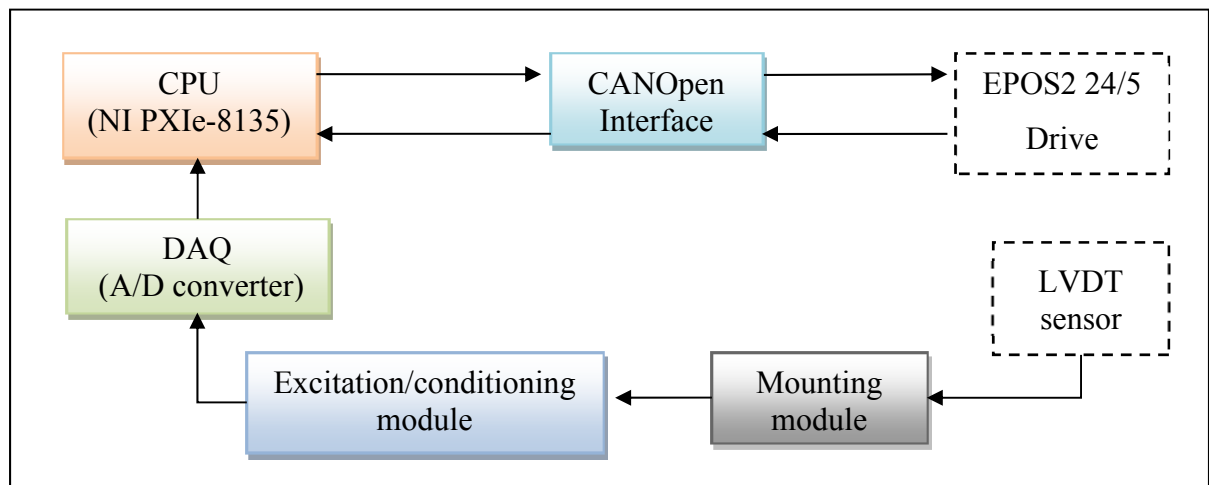 CPU
(NI PXIe-8135)
CANOpen
Interface
EPOS2 24/5
Drive
DAQ
(A/D converter)
LVDT
sensor
Excitation/conditioning
module
Mounting
module